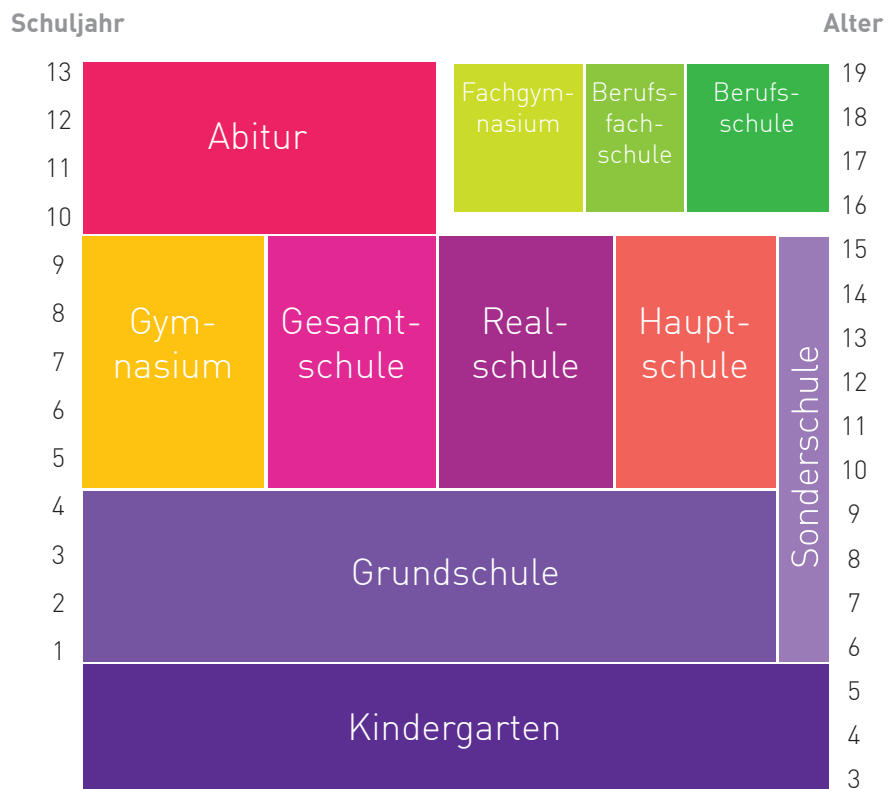 Schuljahr
Alter
13
12
11
10
9
8
7
6
5
4
3
2
1
Abitur
Fachgym-
nasium
Berufs-
fach-
schule
Berufs-
schule
Gym-
nasium
Gesamt-
schule
Real-
schule
Haupt-
schule
Sonderschule
Grundschule
Kindergarten
19
18
17
16
15
14
13
12
11
10
9
8
7
6
5
4
3